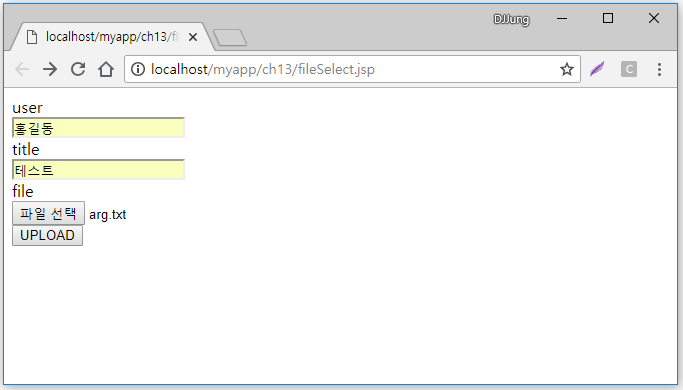 DJJung
localhost/myapp/ch13/fi
localhost/myapp/ch13/fileSelect.jsp
C
user
홍길동
title
테스트
file
파일 선택 arg.txt
UPLOAD